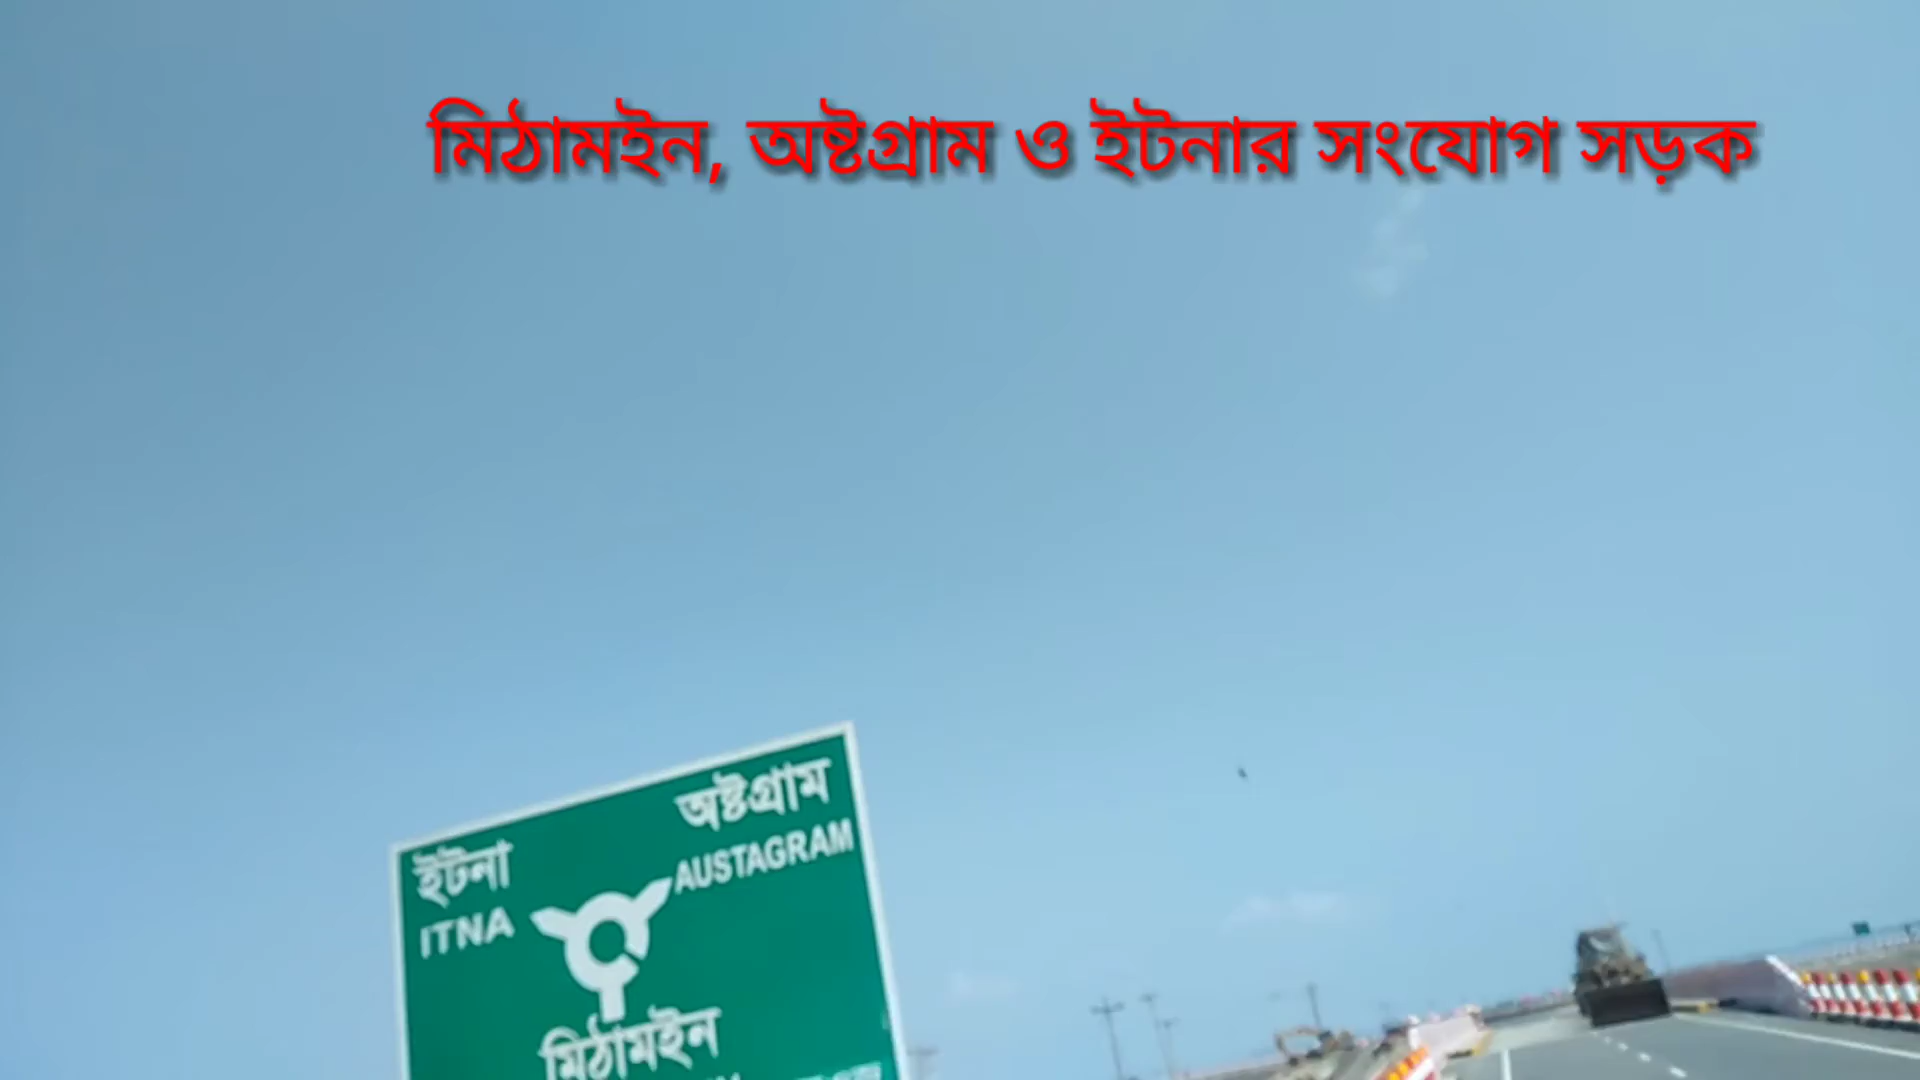 মিঠামইন, অষ্টগ্রাম ও ইটনার সংযোগ সড়ক
অষ্টগ্রাম
AUSTAGRAM
ইটনা
ITNA
মিঠামইন